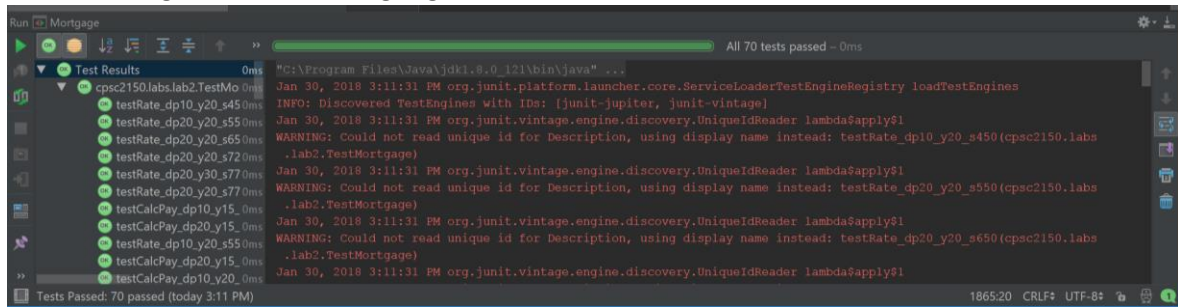 Run Mortgage
All 70 tests passed – 0ms
Test Results 0ms
cpsc2150.labs.lab2.TestMo 0ms
testRate_dp10_y20_s45 0ms
testRate_dp20_y20_s55 0ms
testRate_dp20_y20_s65 0ms
testRate_dp20_y20_s72 0ms
testRate_dp20_y30_s77 0ms
testRate_dp20_y20_s77 0ms
testCalcPay_dp10_y15_ 0ms
testCalcPay_dp20_y15_ 0ms
testRate_dp10_y20_s55 0ms
testCalcPay_dp20_y15_ 0ms
testCalcPay_dp10_y20_ 0ms
"C:\Program Files\Java\jdk1.8.0_121\bin\java" ...
Jan 30, 2018 3:11:31 PM org.junit.platform.launcher.core.ServiceLoaderTestEngineRegistry loadTestEngines
INFO: Discovered TestEngines with IDs: [junit-jupiter, junit-vintage]
Jan 30, 2018 3:11:31 PM org.junit.vintage.engine.discovery.UniqueIdReader lambda$apply$1
WARNING: Could not read unique id for Description, using display name instead: testRate_dp10_y20_s450(cpsc2150.labs
.lab2.TestMortgage)
Jan 30, 2018 3:11:31 PM org.junit.vintage.engine.discovery.UniqueIdReader lambda$apply$1
WARNING: Could not read unique id for Description, using display name instead: testRate_dp20_y20_s550(cpsc2150.labs
.lab2.TestMortgage)
Jan 30, 2018 3:11:31 PM org.junit.vintage.engine.discovery.UniqueIdReader lambda$apply$1
WARNING: Could not read unique id for Description, using display name instead: testRate_dp20_y20_s650(cpsc2150.labs
.lab2.TestMortgage)
Jan 30, 2018 3:11:31 PM org.junit.vintage.engine.discovery.UniqueIdReader lambda$apply$1
Tests Passed: 70 passed (today 3:11 PM)
1865:20 CRLF UTF-8 1